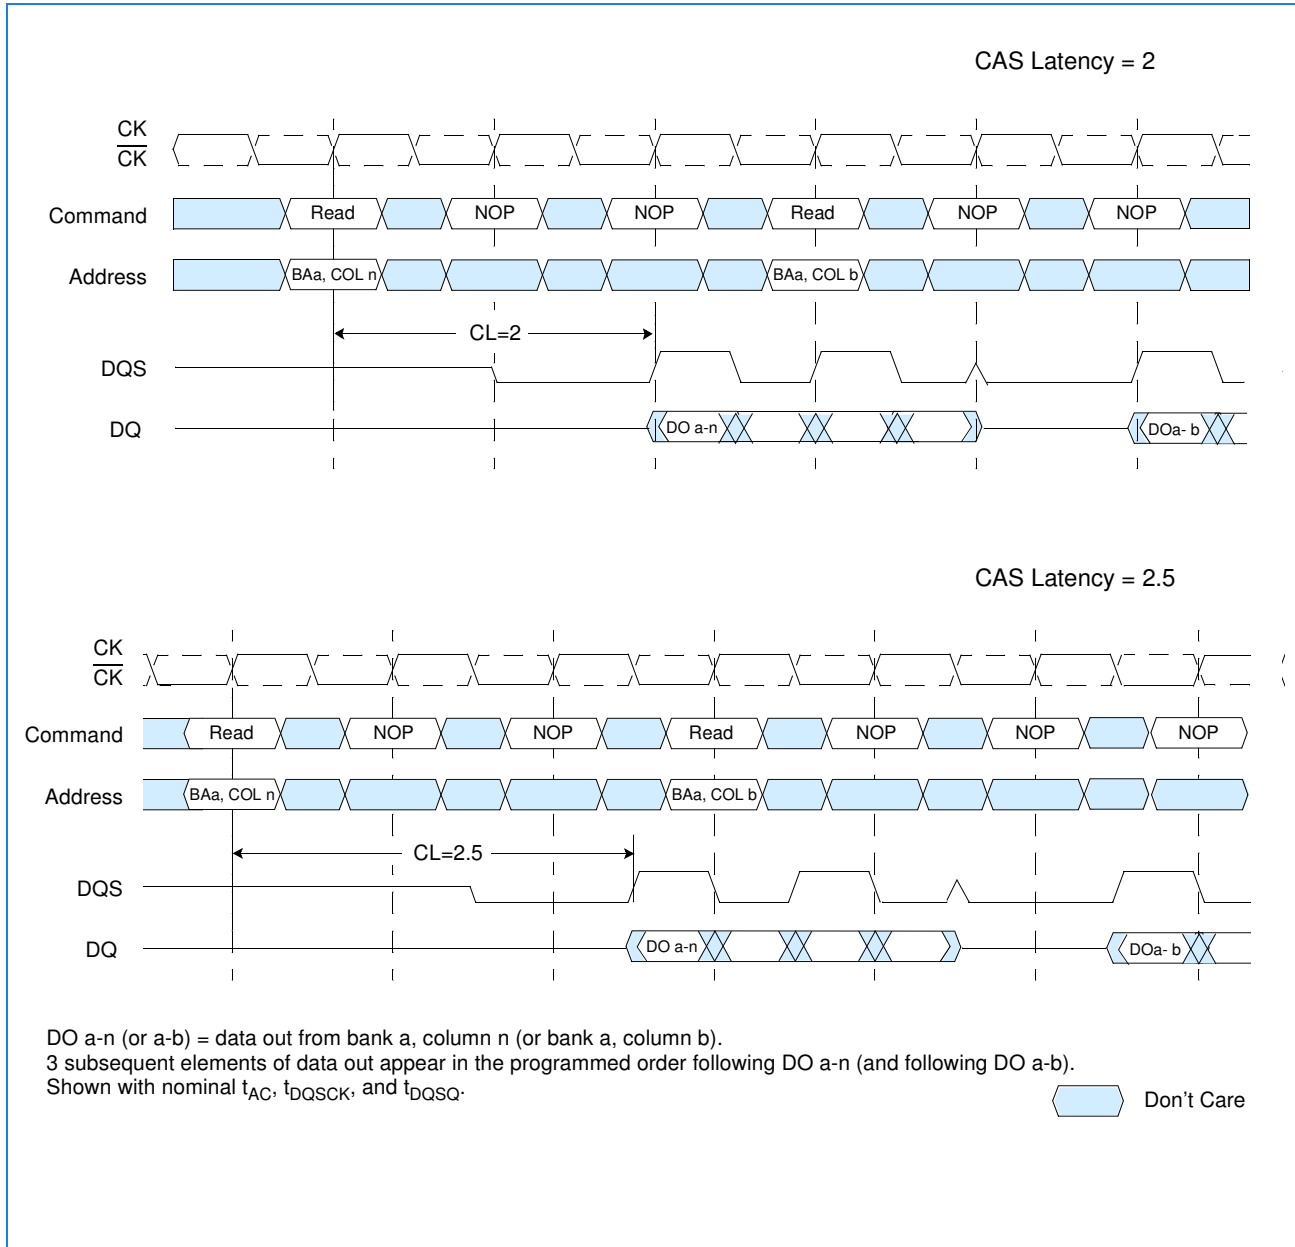 CAS Latency = 2
CK
CK
Command
Read
NOP
NOP
Read
NOP
NOP
Address
BAa, COL n
BAa, COL b
CL=2
DQS
DQ
DO a-n
DOa- b
CAS Latency = 2.5
CK
CK
Command
Read
NOP
NOP
Read
NOP
NOP
NOP
Address
BAa, COL n
BAa, COL b
CL=2.5
DQS
DQ
DO a-n
DOa- b
DO a-n (or a-b) = data out from bank a, column n (or bank a, column b).
3 subsequent elements of data out appear in the programmed order following DO a-n (and following DO a-b).
Shown with nominal tAC, tDQSCK, and tDQSQ.
Don't Care